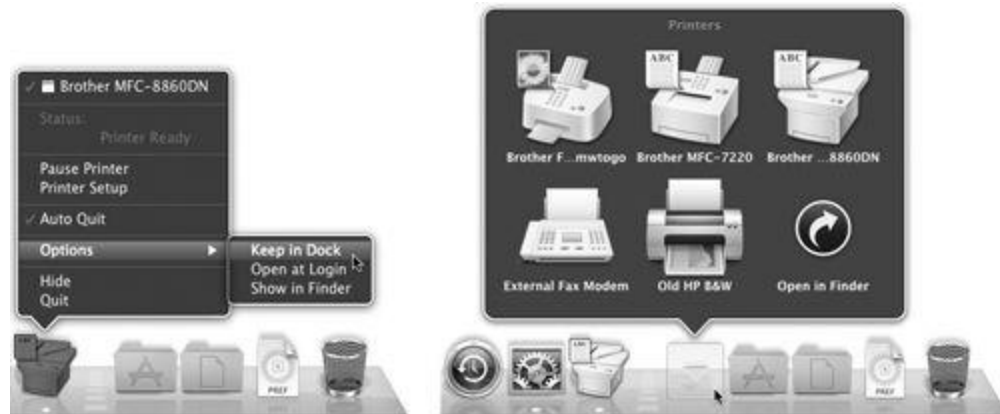 Brother MFC-8860DN
Status:
Printer Ready
Pause Printer
Printer Setup
Auto Quit
Options
Keep in Dock
Open at Login
Show in Finder
Hide
Quit
PREF
Printers
ABC
ABC
Brother F...mwtogo
Brother MFC-7220
Brother ...8860DN
External Fax Modem
Old HP B&W
Open in Finder
PREF